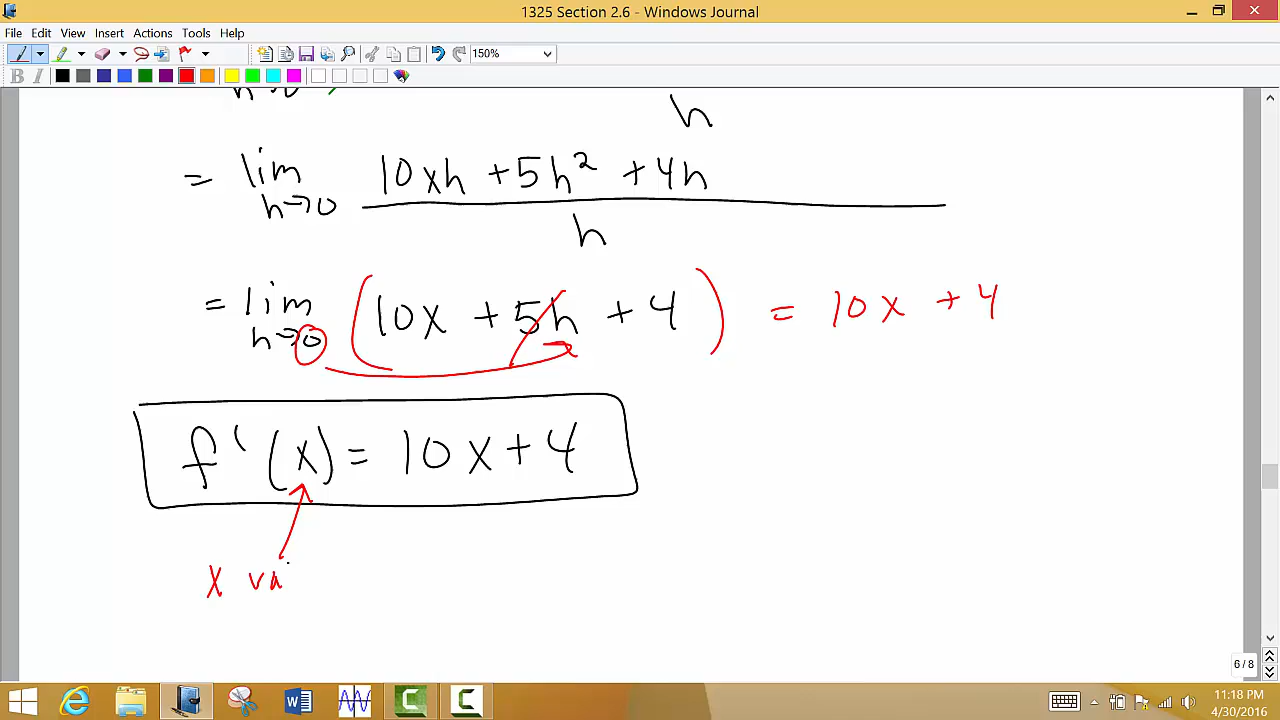 1325 Section 2.6 - Windows Journal
File Edit View Insert Actions Tools Help
150%
B I
h
= lim 10xh + 5h² + 4h
h→0
h
= lim (10x + 5h + 4) = 10x + 4
h→0
f'(x) = 10x + 4
x va
6 / 8
11:18 PM
4/30/2016